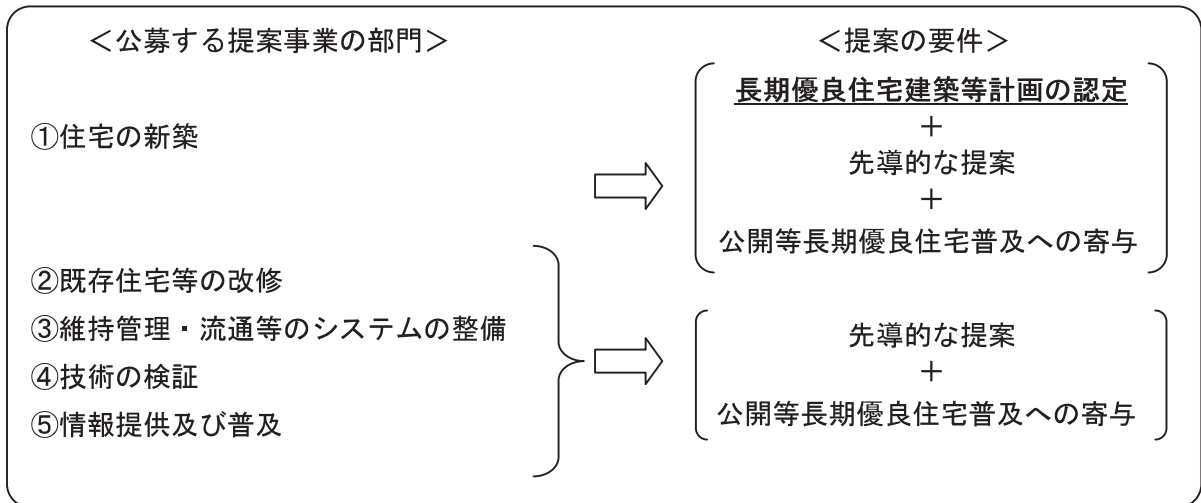 ＜公募する提案事業の部門＞
①住宅の新築
②既存住宅等の改修
③維持管理・流通等のシステムの整備
④技術の検証
⑤情報提供及び普及
＜提案の要件＞
長期優良住宅建築等計画の認定
＋
先導的な提案
＋
公開等長期優良住宅普及への寄与
先導的な提案
＋
公開等長期優良住宅普及への寄与